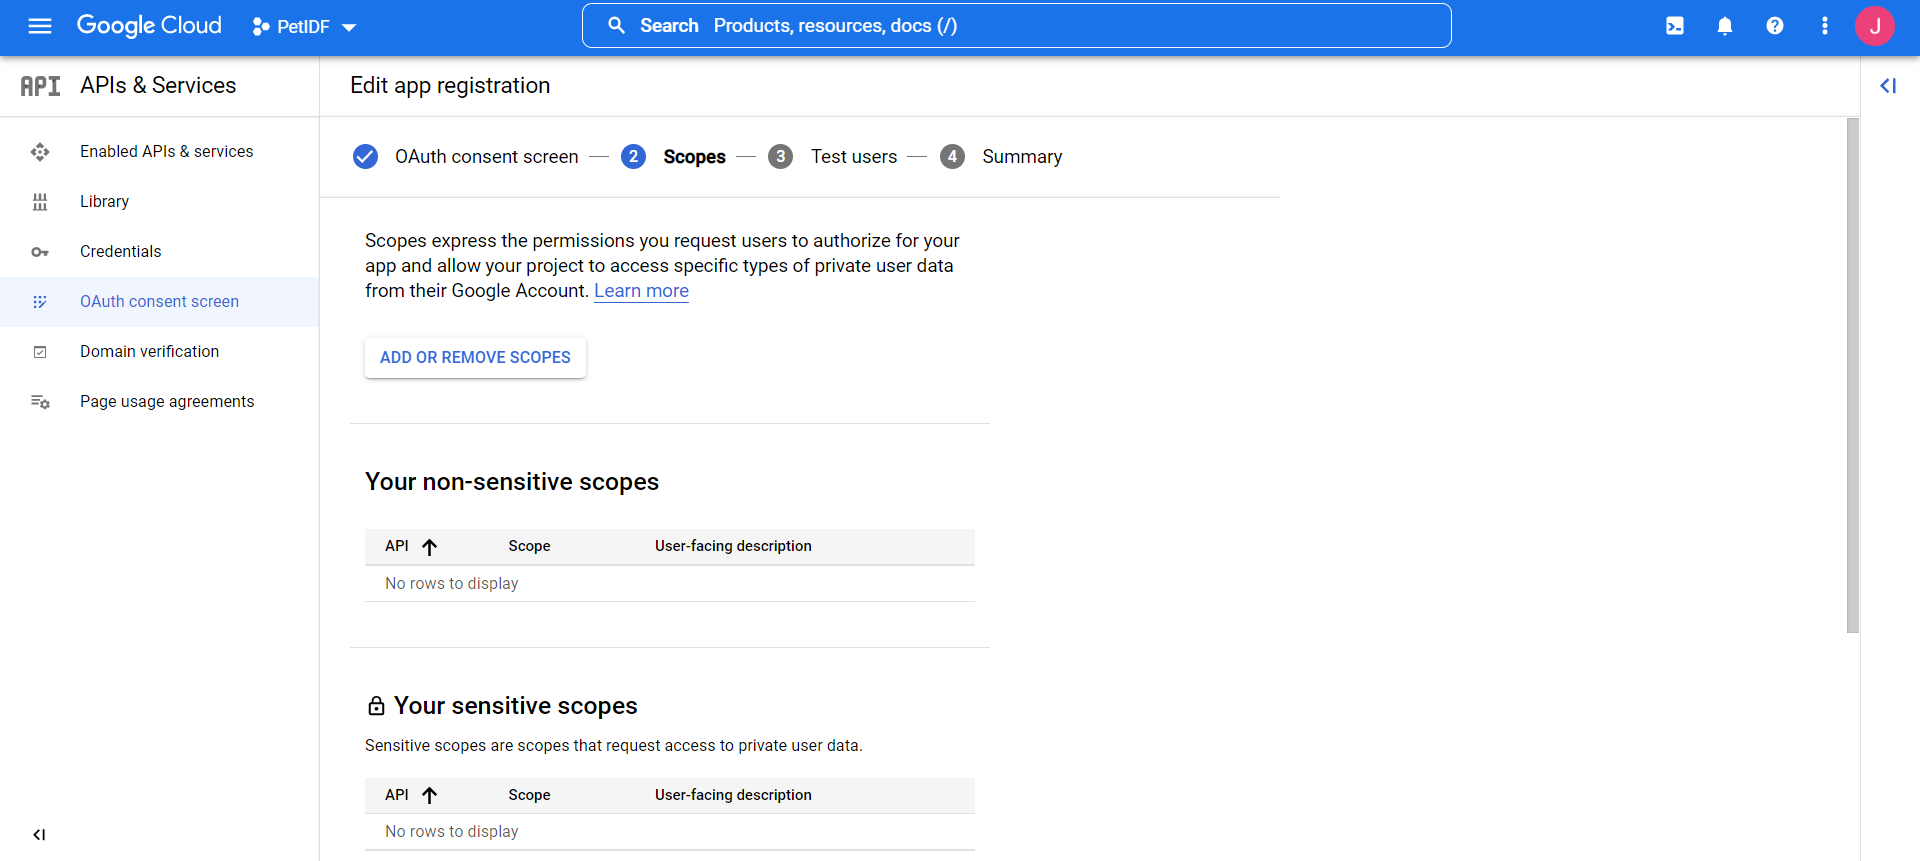 Google Cloud
PetIDF
Search Products, resources, docs (/)
J
API APIs & Services
Edit app registration
Enabled APIs & services
Library
Credentials
OAuth consent screen
Domain verification
Page usage agreements
OAuth consent screen — 2 Scopes — 3 Test users — 4 Summary
Scopes express the permissions you request users to authorize for your
app and allow your project to access specific types of private user data
from their Google Account. Learn more
ADD OR REMOVE SCOPES
Your non-sensitive scopes
API Scope User-facing description
No rows to display
Your sensitive scopes
Sensitive scopes are scopes that request access to private user data.
API Scope User-facing description
No rows to display